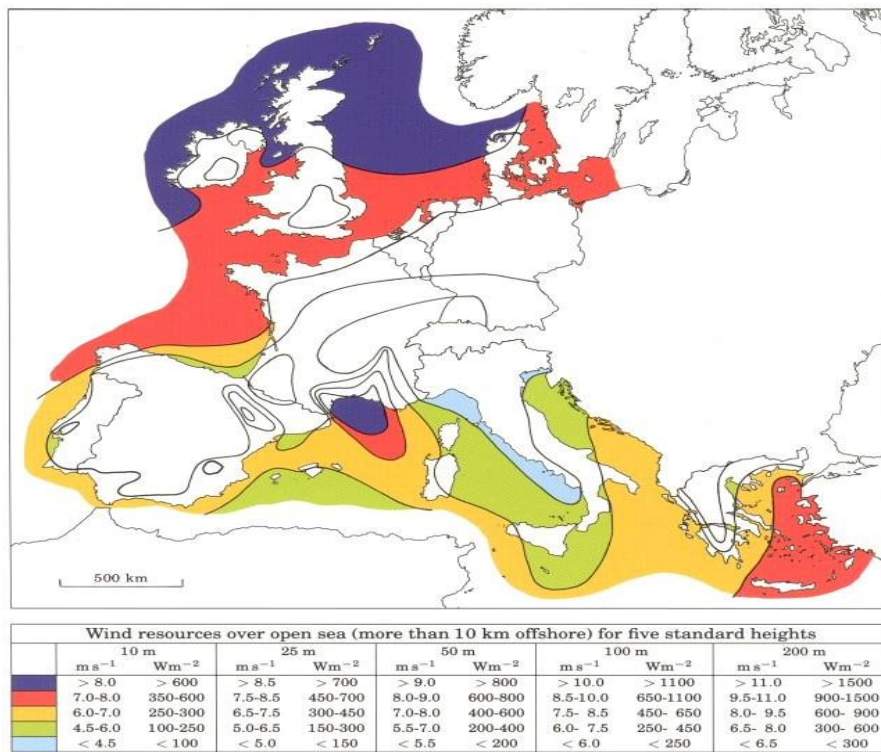 500 km
Wind resources over open sea (more than 10 km offshore) for five standard heights
10 m 25 m 50 m 100 m 200 m
m s⁻¹ Wm⁻² m s⁻¹ Wm⁻² m s⁻¹ Wm⁻² m s⁻¹ Wm⁻² m s⁻¹ Wm⁻²
> 8.0 > 600 > 8.5 > 700 > 9.0 > 800 > 10.0 > 1100 > 11.0 > 1500
7.0-8.0 350-600 7.5-8.5 450-700 8.0-9.0 600-800 8.5-10.0 650-1100 9.5-11.0 900-1500
6.0-7.0 250-300 6.5-7.5 300-450 7.0-8.0 400-600 7.5- 8.5 450- 650 8.0- 9.5 600- 900
4.5-6.0 100-250 5.0-6.5 150-300 5.5-7.0 200-400 6.0- 7.5 250- 450 6.5- 8.0 300- 600
< 4.5 < 100 < 5.0 < 150 < 5.5 < 200 < 6.0 < 250 < 6.5 < 300